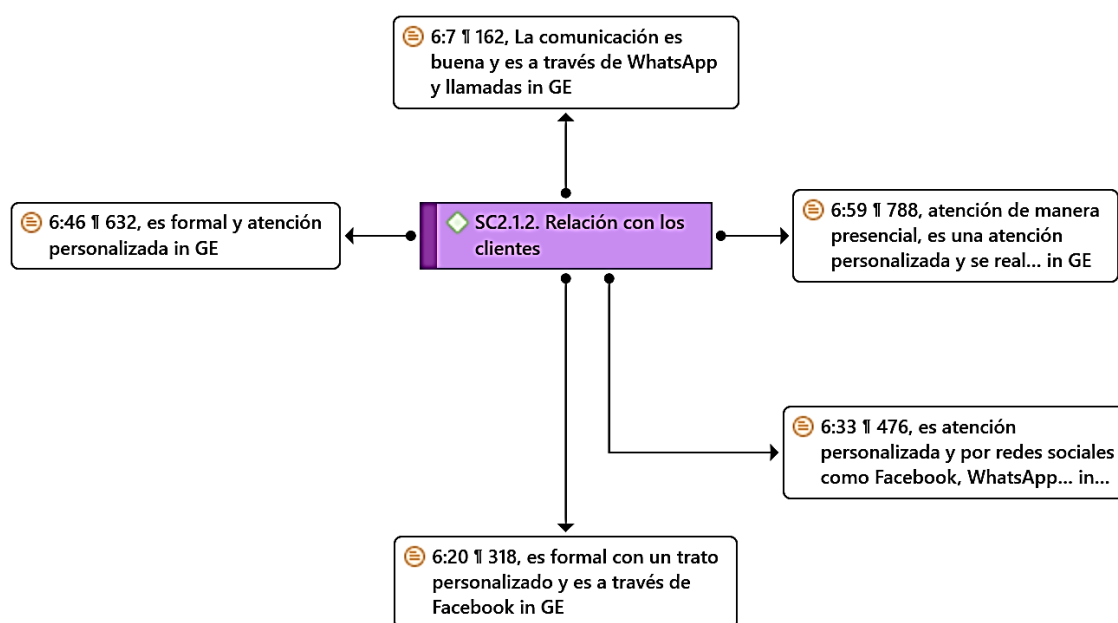 6:7 ¶ 162, La comunicación es
buena y es a través de WhatsApp
y llamadas in GE
6:46 ¶ 632, es formal y atención
personalizada in GE
SC2.1.2. Relación con los
clientes
6:59 ¶ 788, atención de manera
presencial, es una atención
personalizada y se real... in GE
6:33 ¶ 476, es atención
personalizada y por redes sociales
como Facebook, WhatsApp... in...
6:20 ¶ 318, es formal con un trato
personalizado y es a través de
Facebook in GE